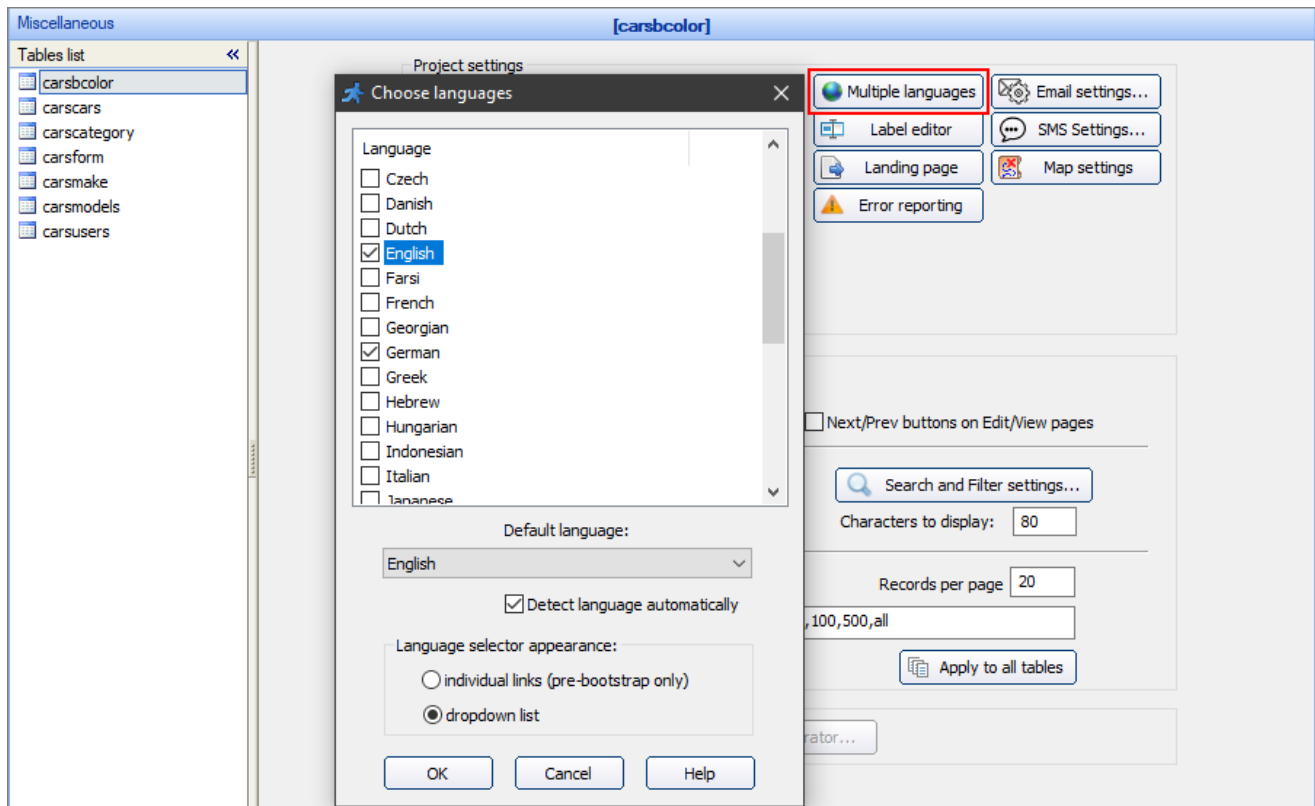 Miscellaneous
[carsbcolor]
Tables list
carsbcolor
carscars
carscategory
carsform
carsmake
carsmodels
carsusers
Project settings
Multiple languages
Email settings...
Label editor
SMS Settings...
Landing page
Map settings
Error reporting
Choose languages
Language
Czech
Danish
Dutch
English
Farsi
French
Georgian
German
Greek
Hebrew
Hungarian
Indonesian
Italian
Japanese
Default language:
English
Detect language automatically
Language selector appearance:
individual links (pre-bootstrap only)
dropdown list
OK Cancel Help
Next/Prev buttons on Edit/View pages
Search and Filter settings...
Characters to display: 80
Records per page 20
,100,500,all
Apply to all tables
rator...